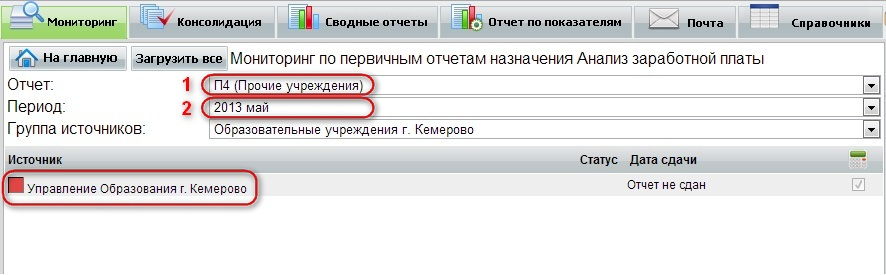 Мониторинг Консолидация Сводные отчеты Отчет по показателям Почта Справочники
На главную Загрузить все Мониторинг по первичным отчетам назначения Анализ заработной платы
Отчет: 1 П4 (Прочие учреждения)
Период: 2 2013 май
Группа источников: Образовательные учреждения г. Кемерово
Источник Статус Дата сдачи
Управление Образования г. Кемерово Отчет не сдан